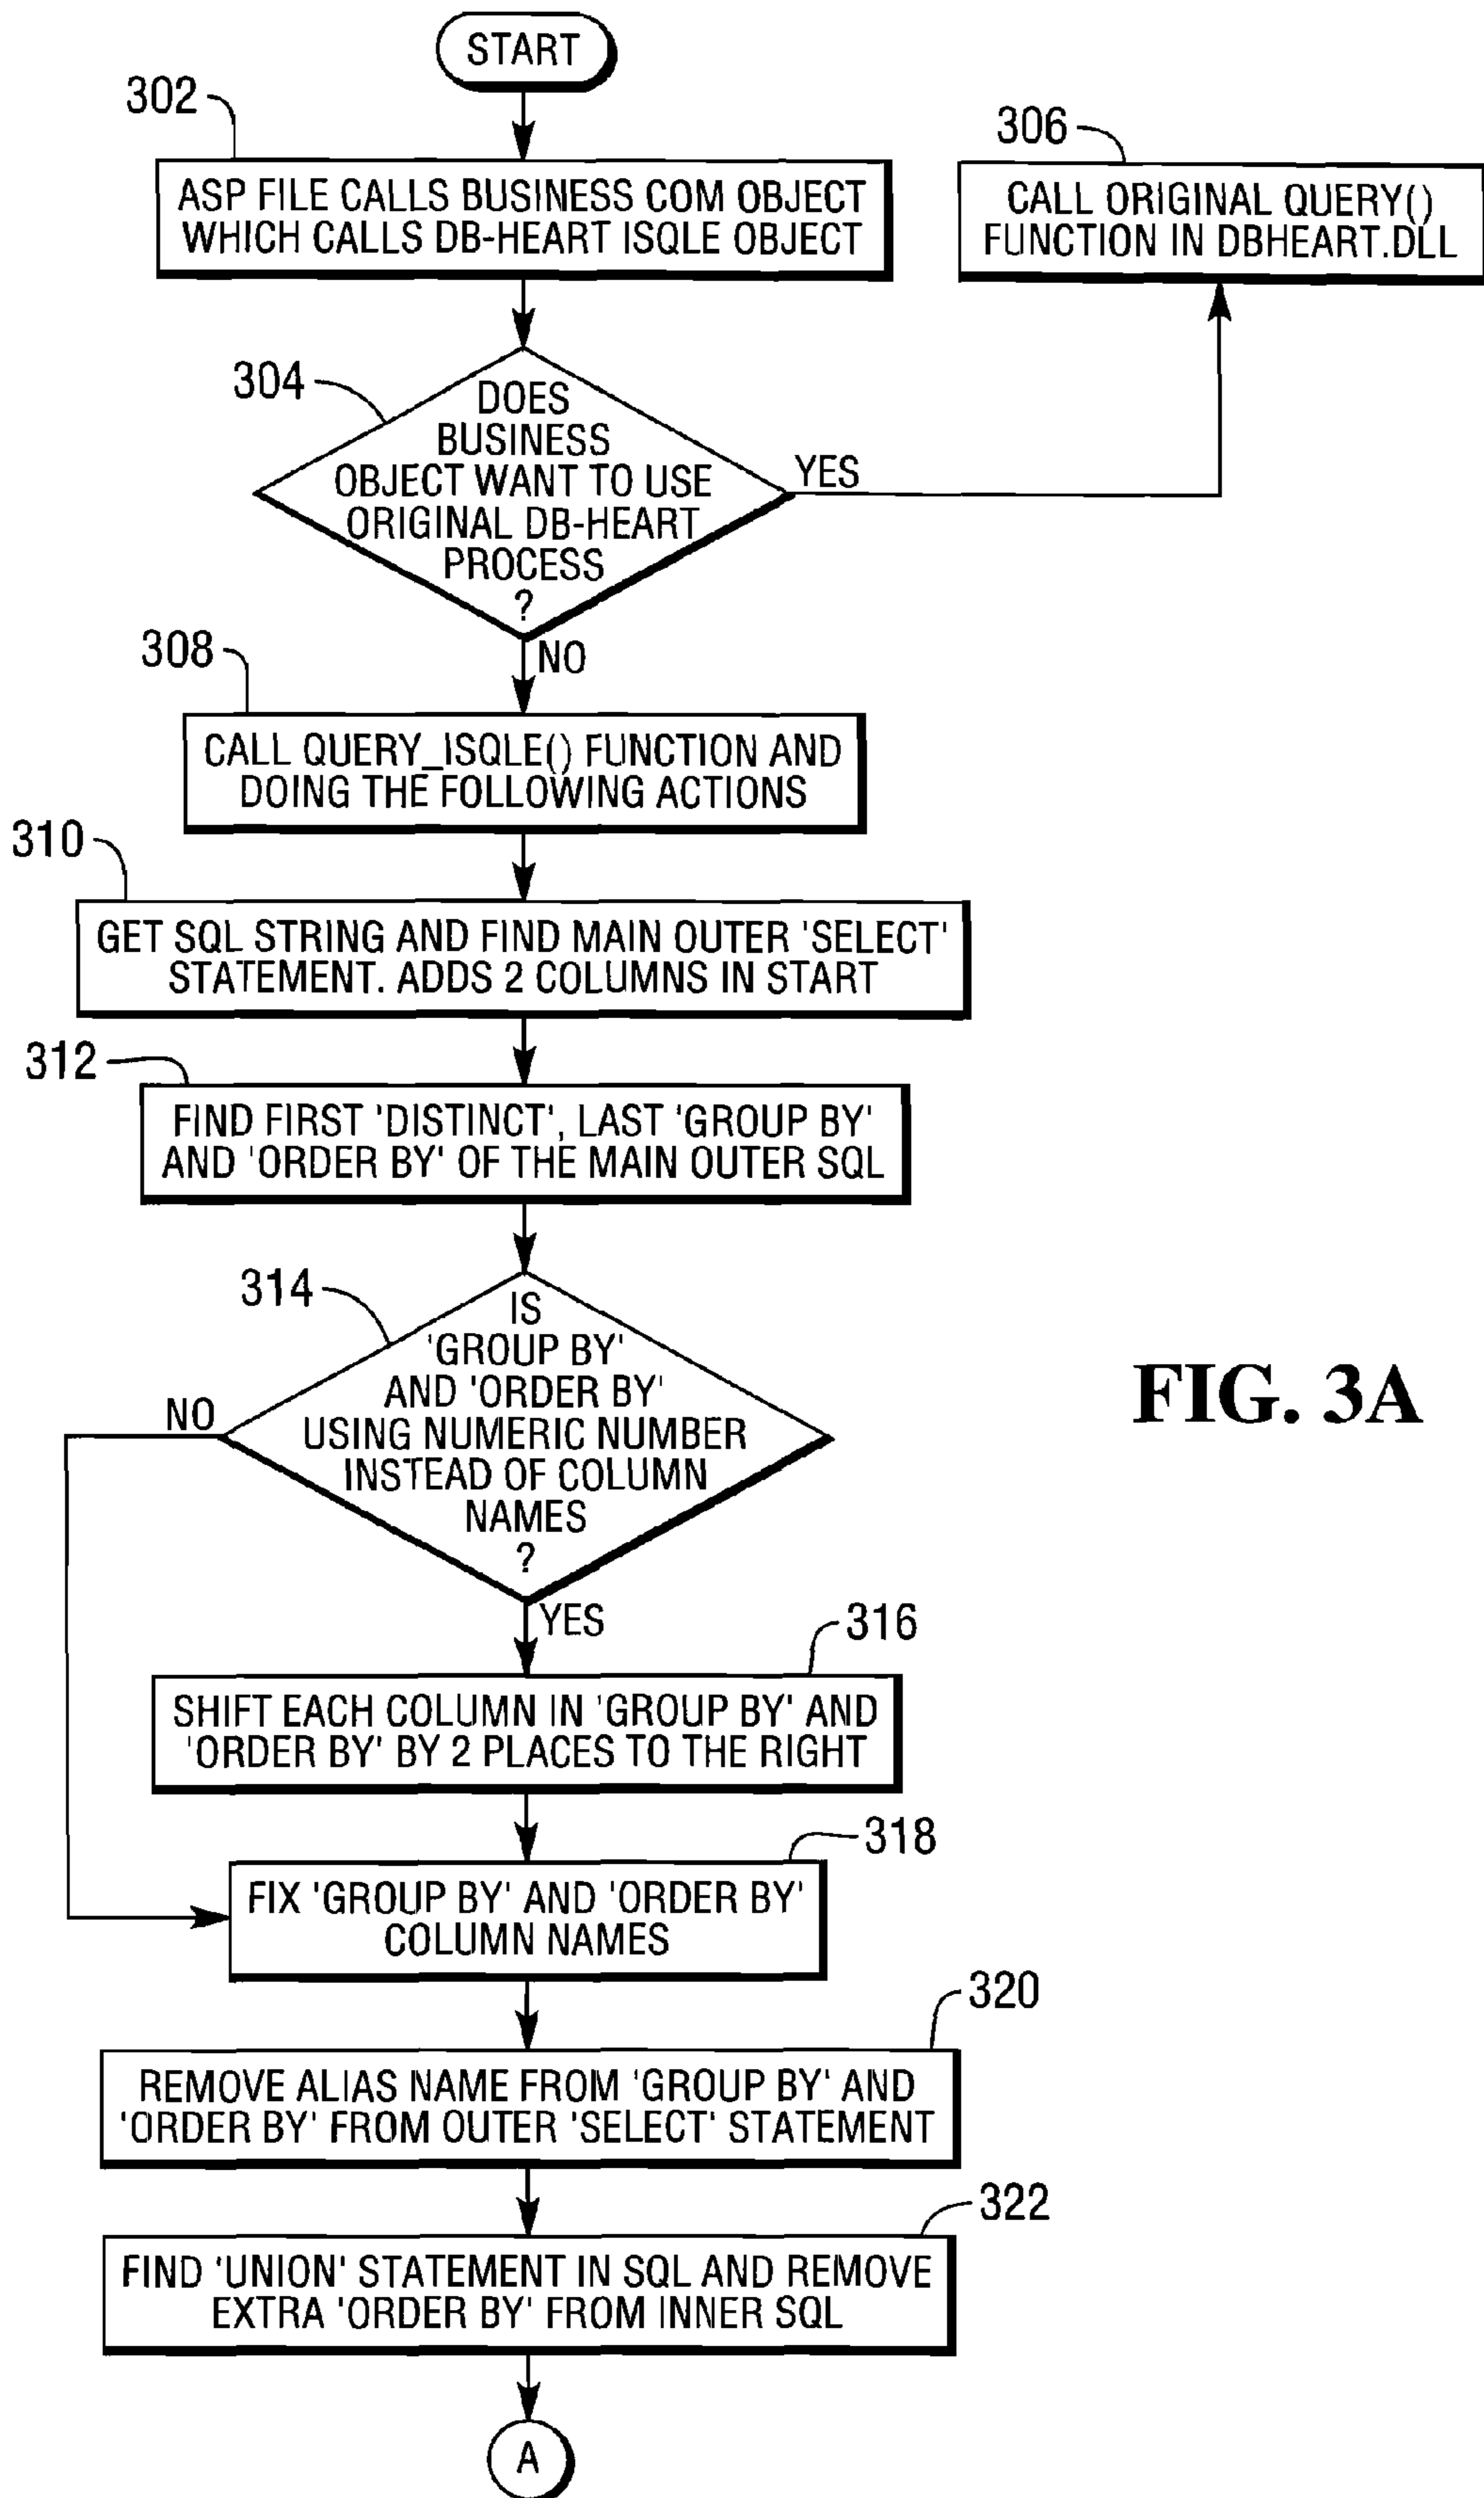 START
302
ASP FILE CALLS BUSINESS COM OBJECT
WHICH CALLS DB-HEART ISQLE OBJECT
306
CALL ORIGINAL QUERY()
FUNCTION IN DBHEART.DLL
304
DOES
BUSINESS
OBJECT WANT TO USE
ORIGINAL DB-HEART
PROCESS
?
YES
NO
308
CALL QUERY_ISQLE() FUNCTION AND
DOING THE FOLLOWING ACTIONS
310
GET SQL STRING AND FIND MAIN OUTER 'SELECT'
STATEMENT. ADDS 2 COLUMNS IN START
312
FIND FIRST 'DISTINCT', LAST 'GROUP BY'
AND 'ORDER BY' OF THE MAIN OUTER SQL
314
IS
'GROUP BY'
AND 'ORDER BY'
USING NUMERIC NUMBER
INSTEAD OF COLUMN
NAMES
?
NO
YES
FIG. 3A
316
SHIFT EACH COLUMN IN 'GROUP BY' AND
'ORDER BY' BY 2 PLACES TO THE RIGHT
318
FIX 'GROUP BY' AND 'ORDER BY'
COLUMN NAMES
320
REMOVE ALIAS NAME FROM 'GROUP BY' AND
'ORDER BY' FROM OUTER 'SELECT' STATEMENT
322
FIND 'UNION' STATEMENT IN SQL AND REMOVE
EXTRA 'ORDER BY' FROM INNER SQL
A